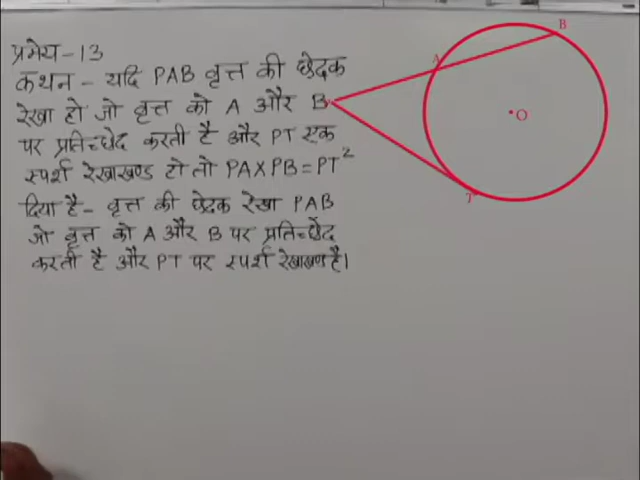 प्रमेय-13
कथन - यदि PAB वृत्त की छेदक
रेखा हो जो वृत्त को A और B
पर प्रतिच्छेद करती है और PT एक
स्पर्श रेखाखण्ड हो तो PA×PB=PT²
दिया है- वृत्त की छेदक रेखा PAB
जो वृत्त को A और B पर प्रतिच्छेद
करती है और PT पर स्पर्श रेखाखण्ड है।
A
B
O
T